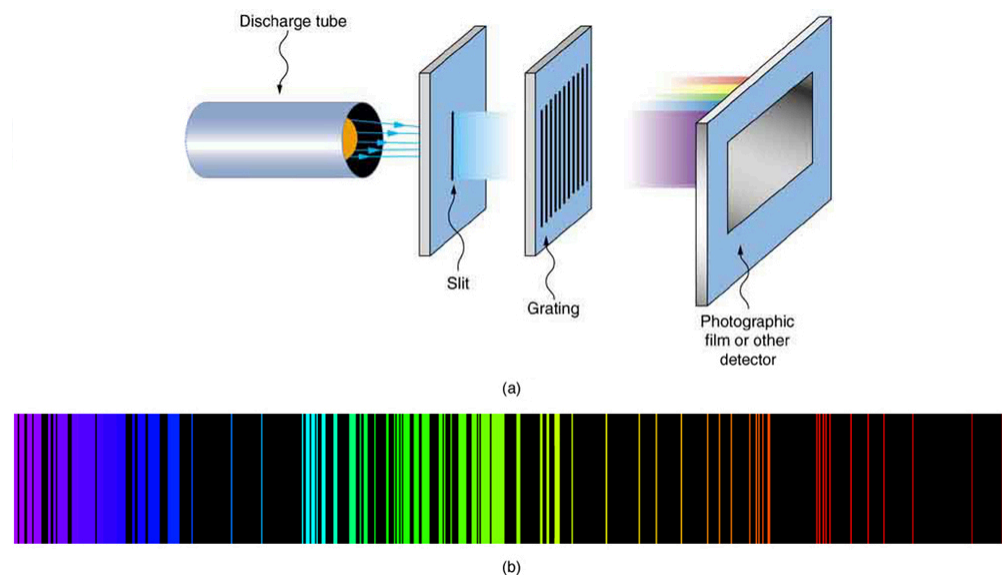 Discharge tube
Slit
Grating
Photographic
film or other
detector
(a)
(b)